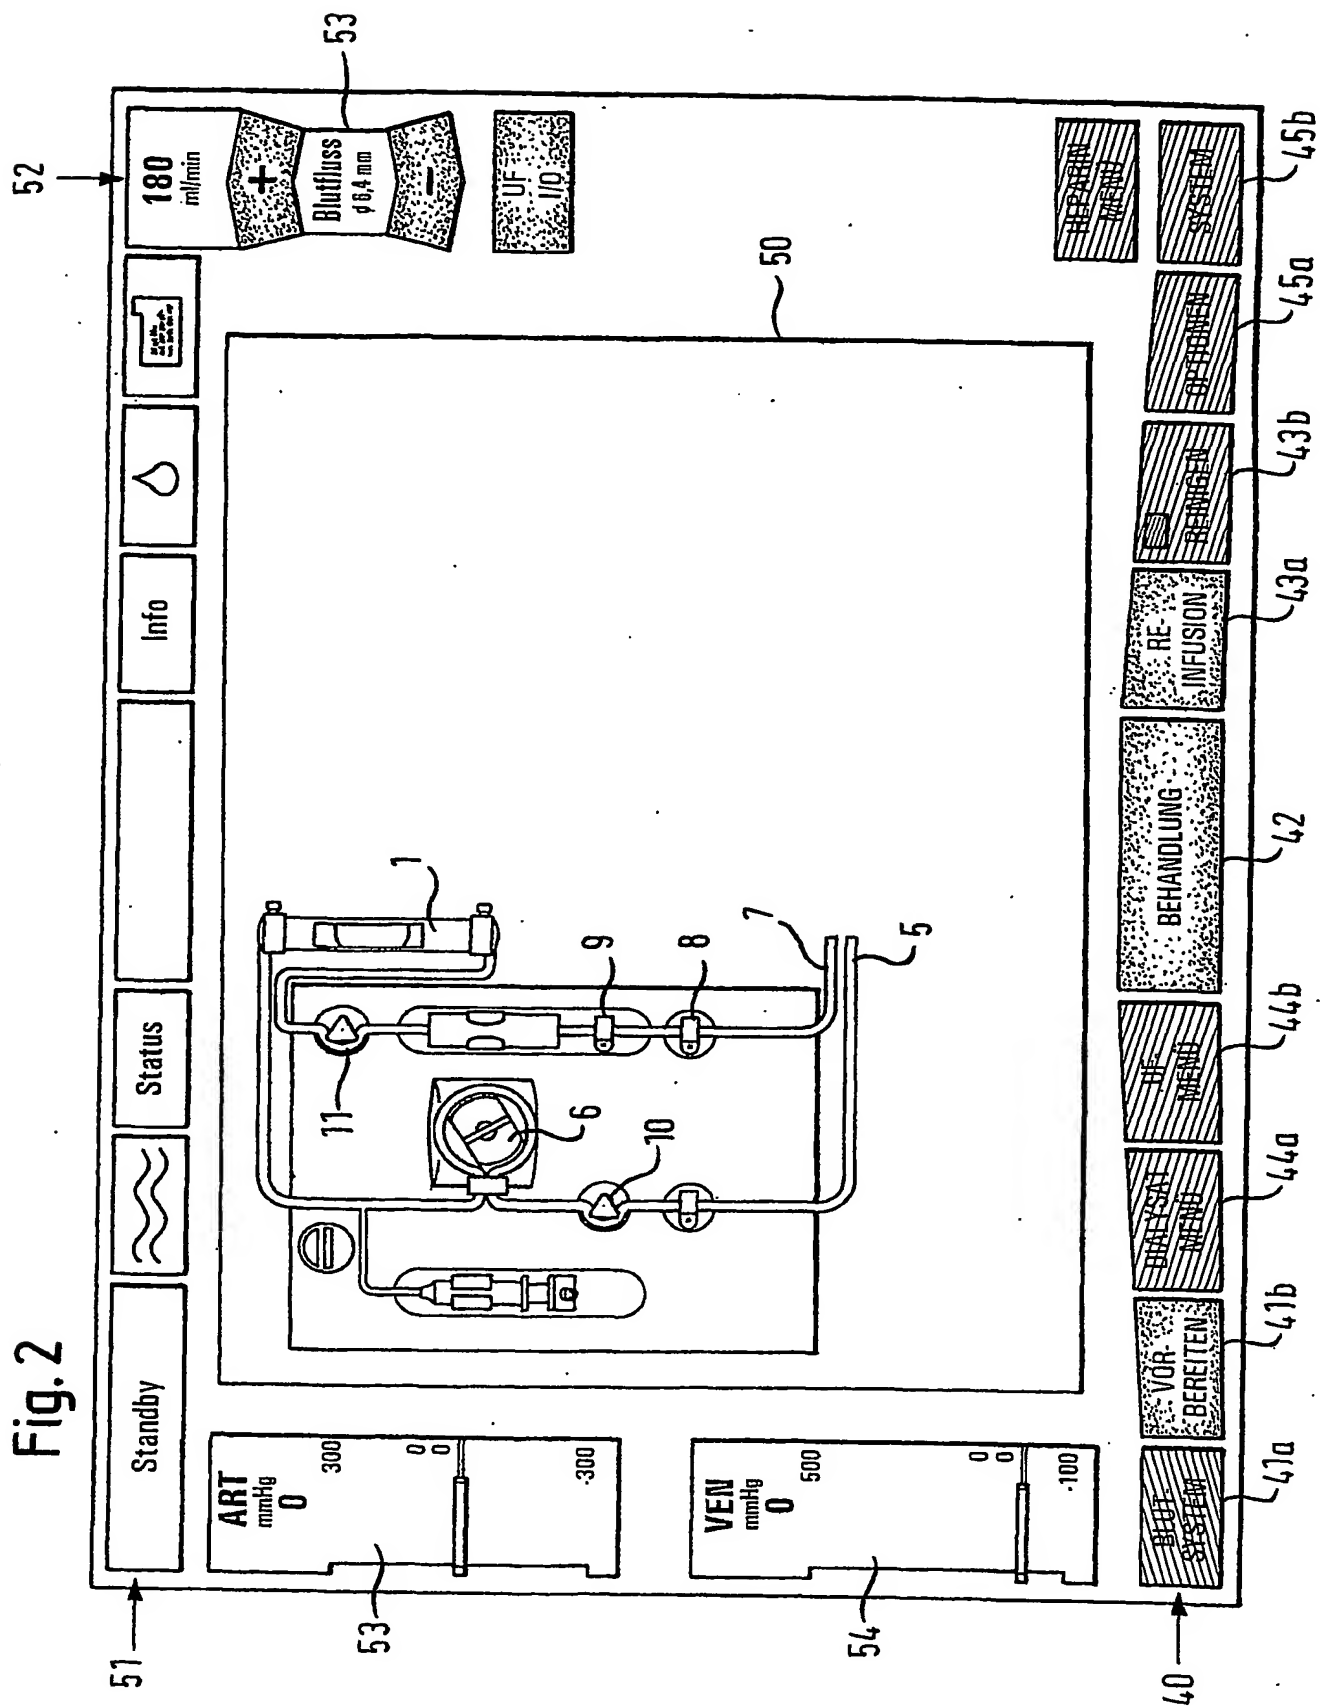 Fig. 2
51
52
Standby
Status
Info
180
ml/min
+
Blutfluss
φ 6,4 mm
-
53
UF
I/O
ART
mmHg
0
300
0
0
-300
53
VEN
mmHg
0
500
0
0
-100
54
1
11
9
8
6
10
7
5
50
HEPARIN
MENÜ
40
BLUT-
SYSTEM
VOR-
BEREITEN
DIALYSAT
MENÜ
UF-
MENÜ
BEHANDLUNG
RE-
INFUSION
REINIGEN
OPTIONEN
SYSTEM
41a
41b
44a
44b
42
43a
43b
45a
45b